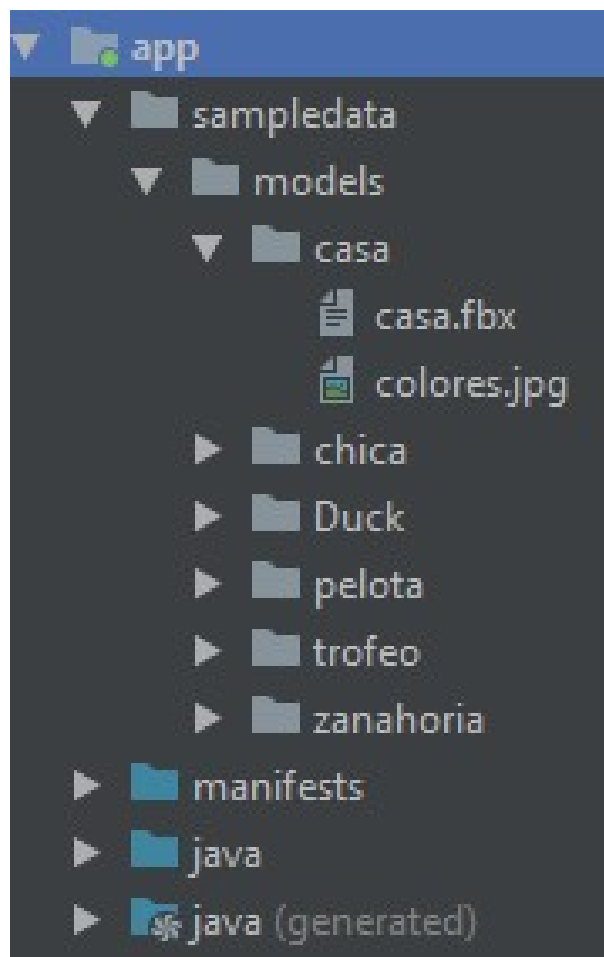 app
sampledata
models
casa
casa.fbx
colores.jpg
chica
Duck
pelota
trofeo
zanahoria
manifests
java
java (generated)